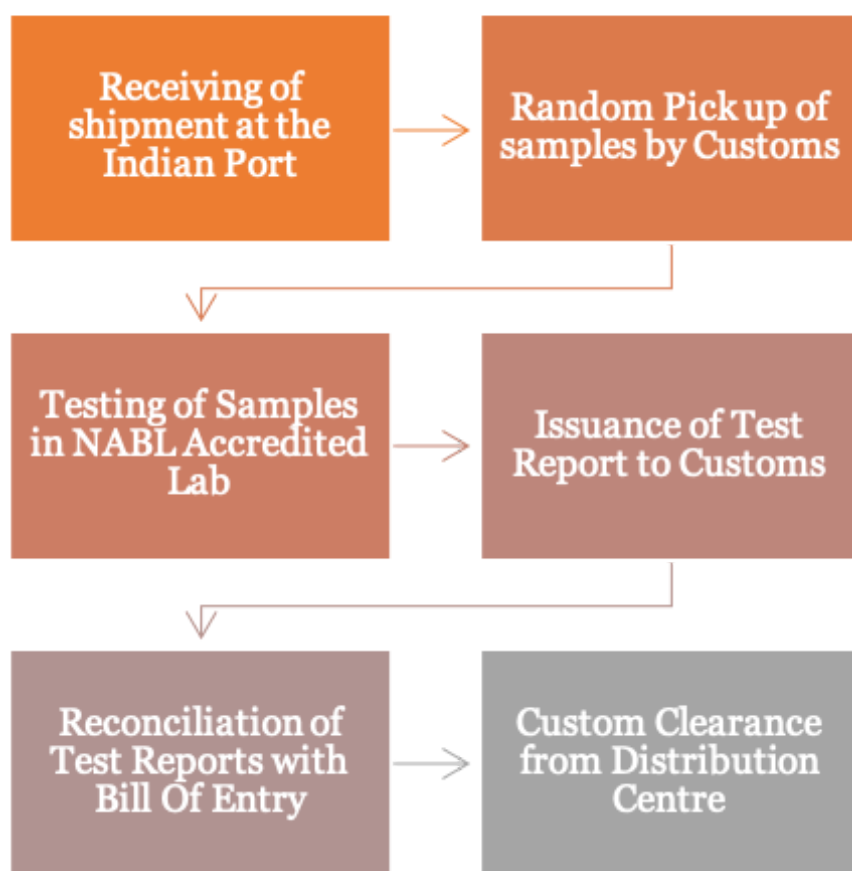 Receiving of
shipment at the
Indian Port
Random Pick up of
samples by Customs
Testing of Samples
in NABL Accredited
Lab
Issuance of Test
Report to Customs
Reconciliation of
Test Reports with
Bill Of Entry
Custom Clearance
from Distribution
Centre